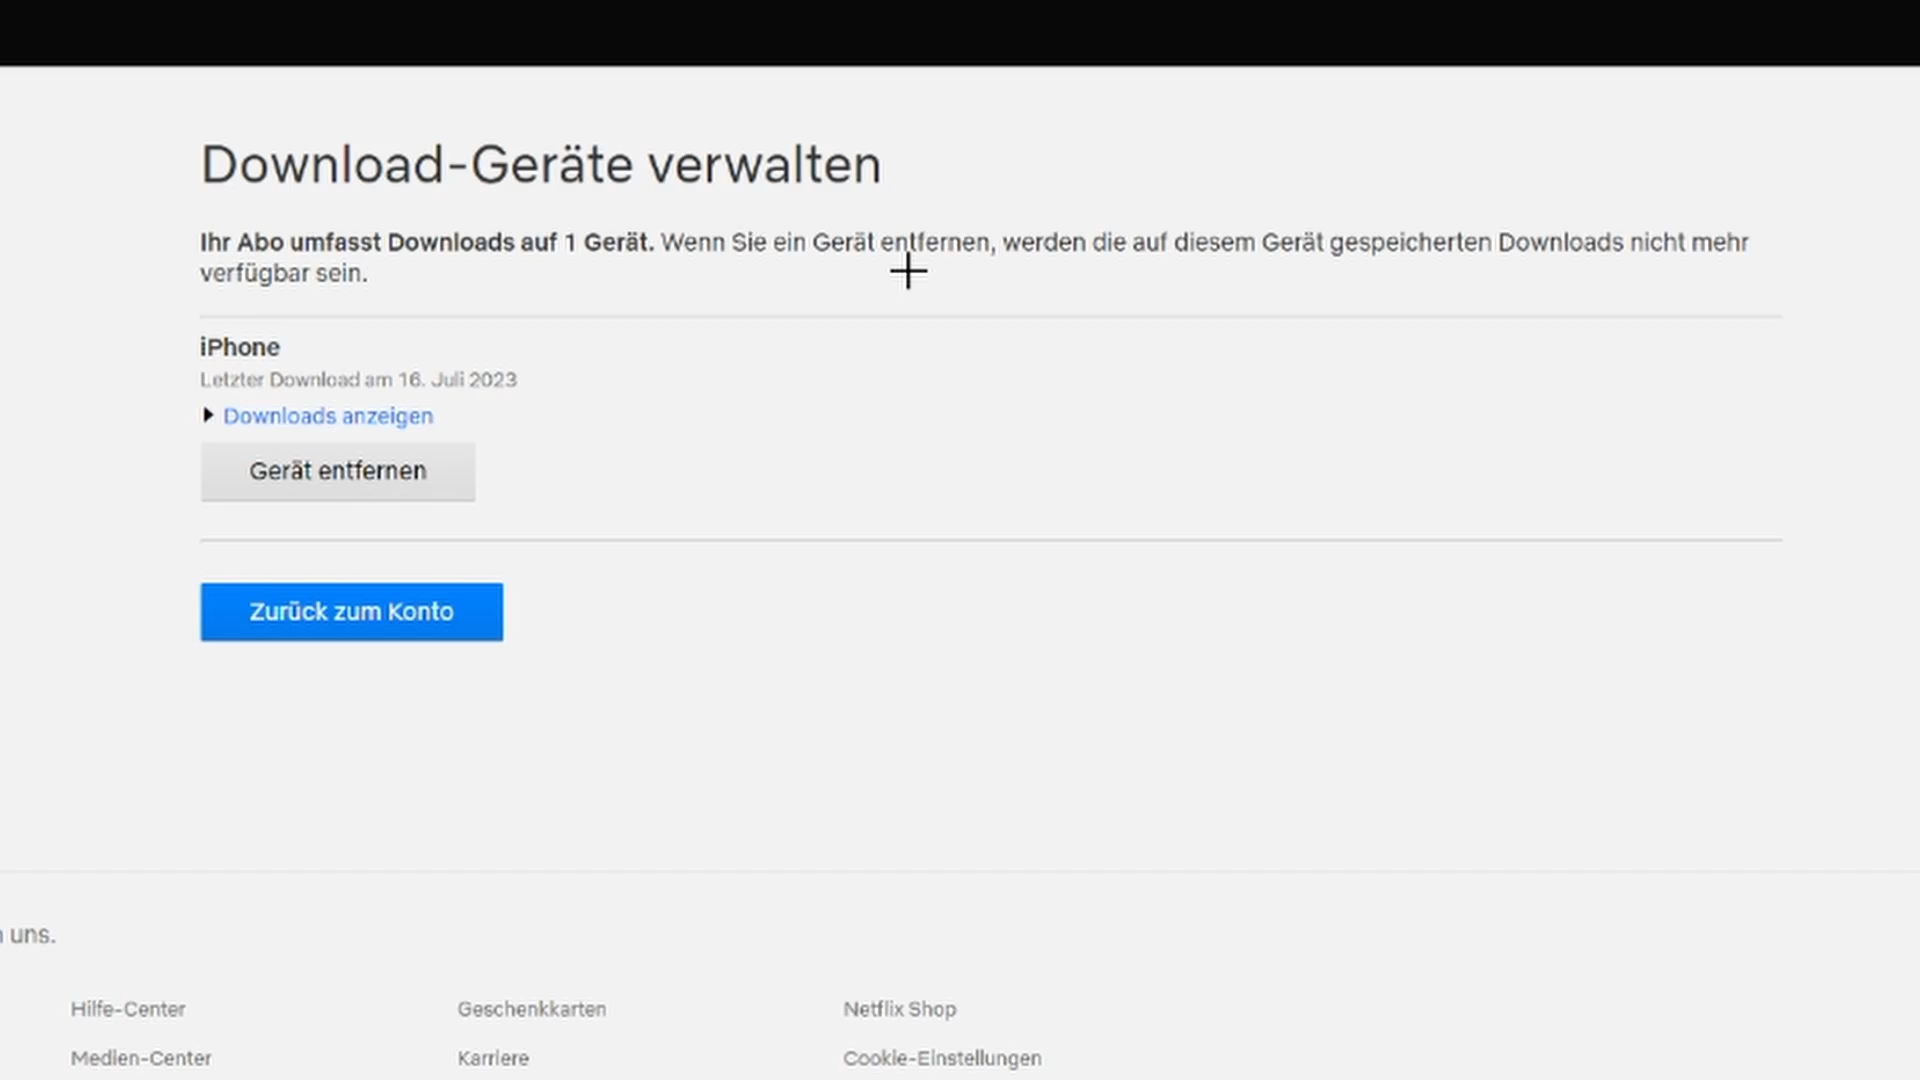 Download-Geräte verwalten
Ihr Abo umfasst Downloads auf 1 Gerät. Wenn Sie ein Gerät entfernen, werden die auf diesem Gerät gespeicherten Downloads nicht mehr
verfügbar sein.
iPhone
Letzter Download am 16. Juli 2023
Downloads anzeigen
Gerät entfernen
Zurück zum Konto
uns.
Hilfe-Center
Geschenkkarten
Netflix Shop
Medien-Center
Karriere
Cookie-Einstellungen